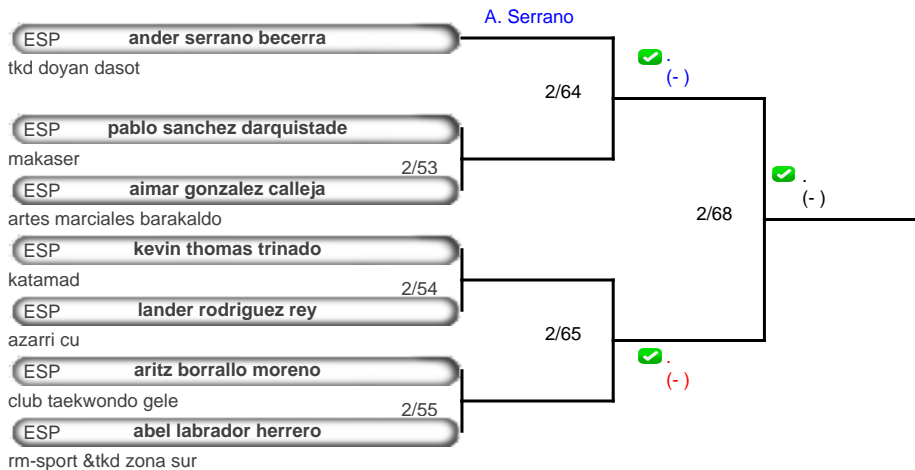 A. Serrano
ESP ander serrano becerra
tkd doyan dasot
.
(- )
2/64
ESP pablo sanchez darquistade
makaser
2/53
ESP aimar gonzalez calleja
artes marciales barakaldo
.
(- )
2/68
ESP kevin thomas trinado
katamad
2/54
ESP lander rodriguez rey
azarri cu
2/65
.
(- )
ESP aritz borrallo moreno
club taekwondo gele
2/55
ESP abel labrador herrero
rm-sport &tkd zona sur